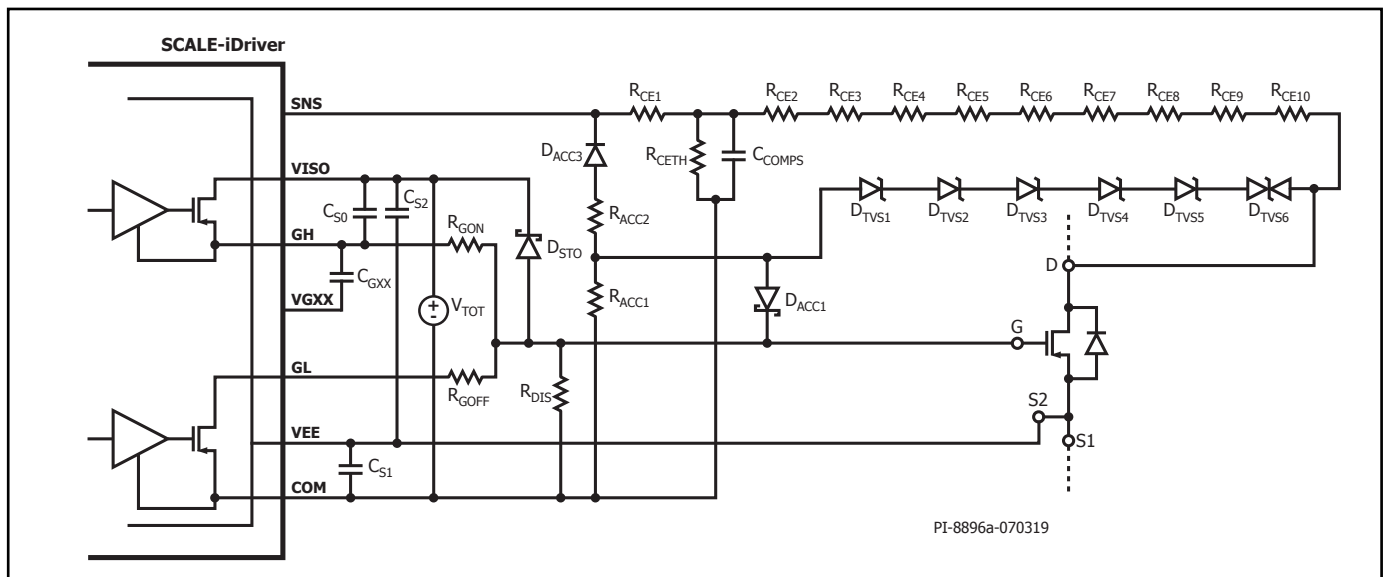 SCALE-iDriver
SNS
RCE1
RCE2
RCE3
RCE4
RCE5
RCE6
RCE7
RCE8
RCE9
RCE10
DACC3
RCETH
CCOMPS
VISO
CS0
CS2
RACC2
DTVS1
DTVS2
DTVS3
DTVS4
DTVS5
DTVS6
GH
RGON
DSTO
D
CGXX
VGXX
VTOT
RACC1
DACC1
G
GL
RGOFF
RDIS
S2
VEE
S1
CS1
COM
PI-8896a-070319
+
-